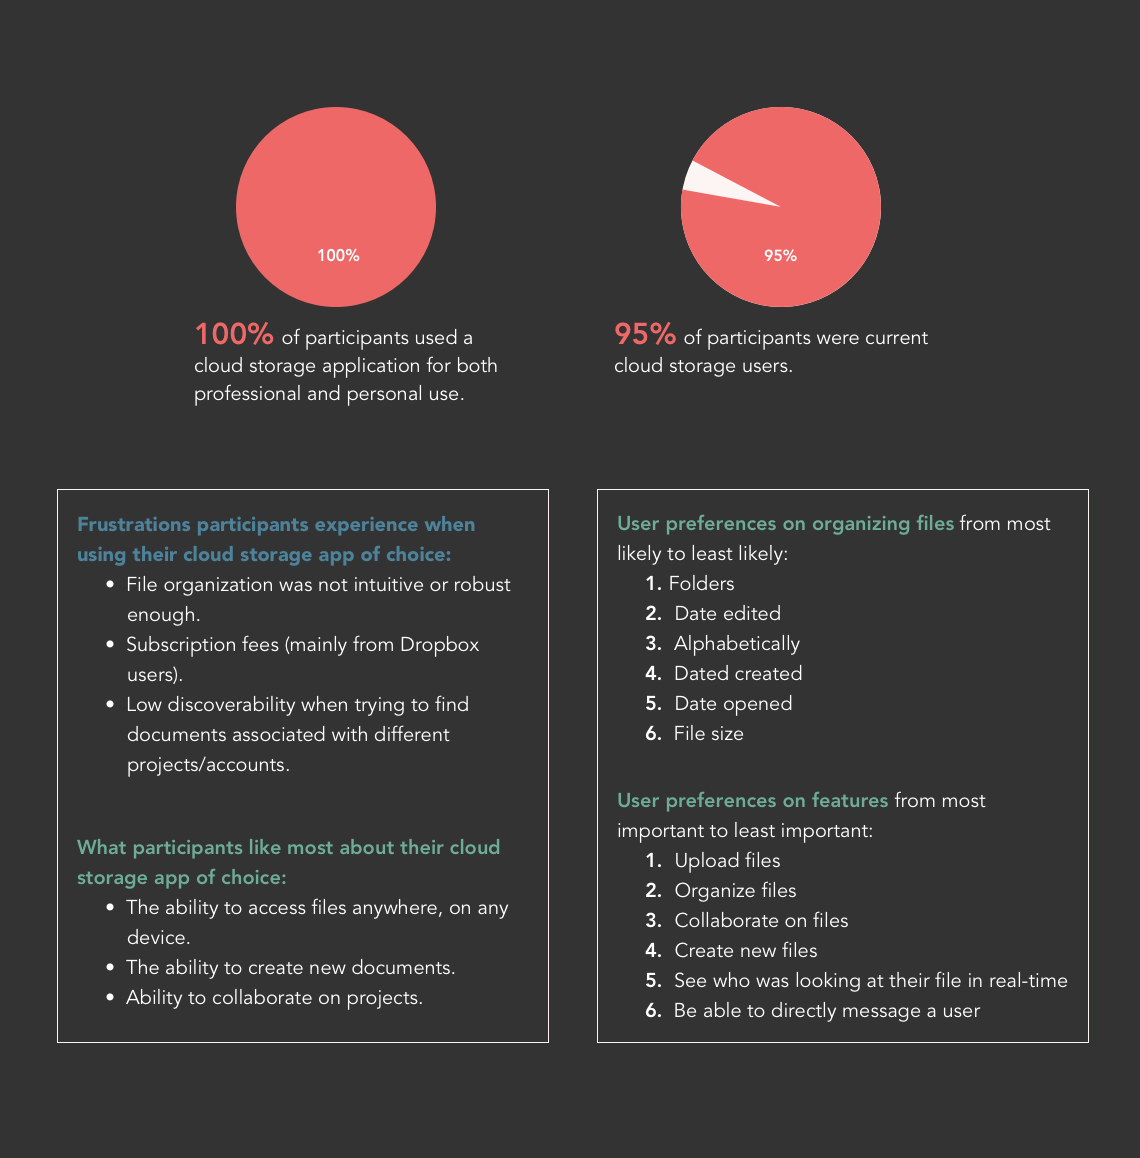 100%
95%
100% of participants used a
cloud storage application for both
professional and personal use.
95% of participants were current
cloud storage users.
Frustrations participants experience when
using their cloud storage app of choice:
• File organization was not intuitive or robust
enough.
• Subscription fees (mainly from Dropbox
users).
• Low discoverability when trying to find
documents associated with different
projects/accounts.
What participants like most about their cloud
storage app of choice:
• The ability to access files anywhere, on any
device.
• The ability to create new documents.
• Ability to collaborate on projects.
User preferences on organizing files from most
likely to least likely:
1. Folders
2. Date edited
3. Alphabetically
4. Dated created
5. Date opened
6. File size
User preferences on features from most
important to least important:
1. Upload files
2. Organize files
3. Collaborate on files
4. Create new files
5. See who was looking at their file in real-time
6. Be able to directly message a user